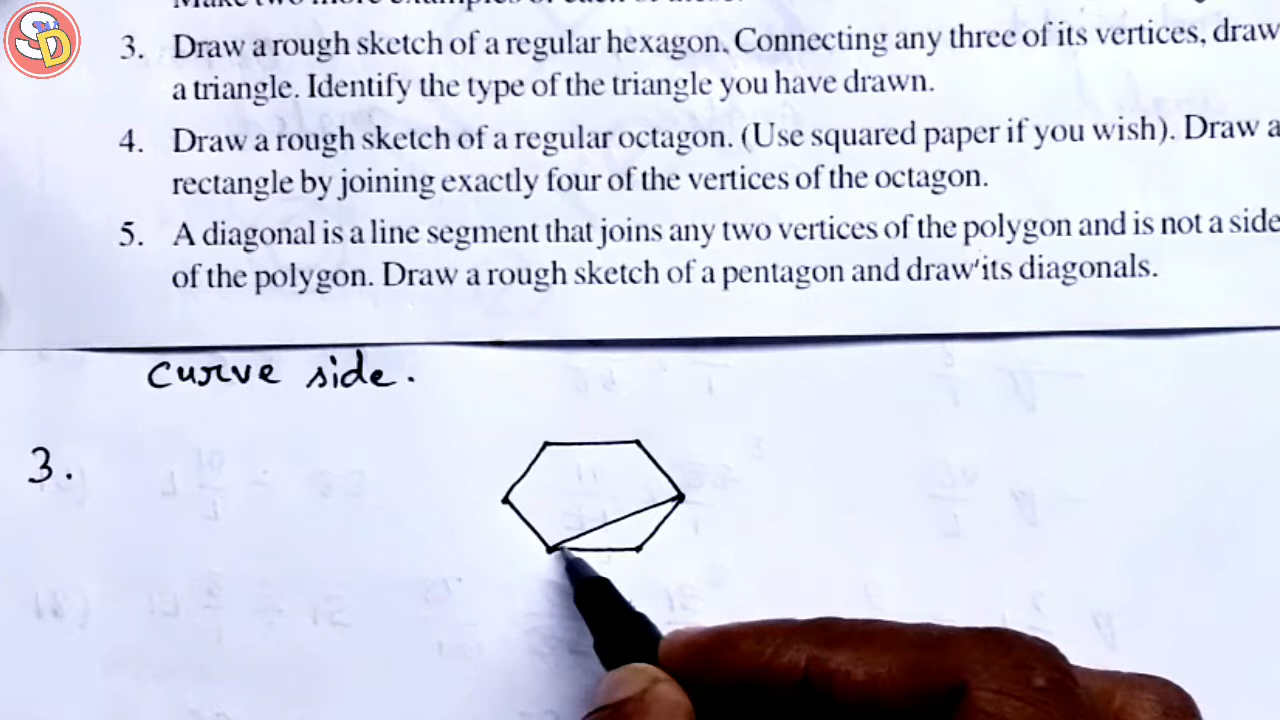 SD
3. Draw a rough sketch of a regular hexagon. Connecting any three of its vertices, draw
a triangle. Identify the type of the triangle you have drawn.
4. Draw a rough sketch of a regular octagon. (Use squared paper if you wish). Draw a
rectangle by joining exactly four of the vertices of the octagon.
5. A diagonal is a line segment that joins any two vertices of the polygon and is not a side
of the polygon. Draw a rough sketch of a pentagon and draw its diagonals.
curve side.
3.